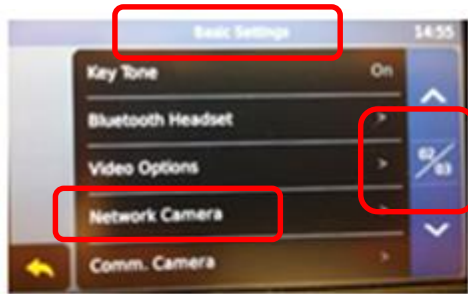 Basic Settings 14:55
Key Tone On
Bluetooth Headset >
Video Options > 02/03
Network Camera >
Comm. Camera >